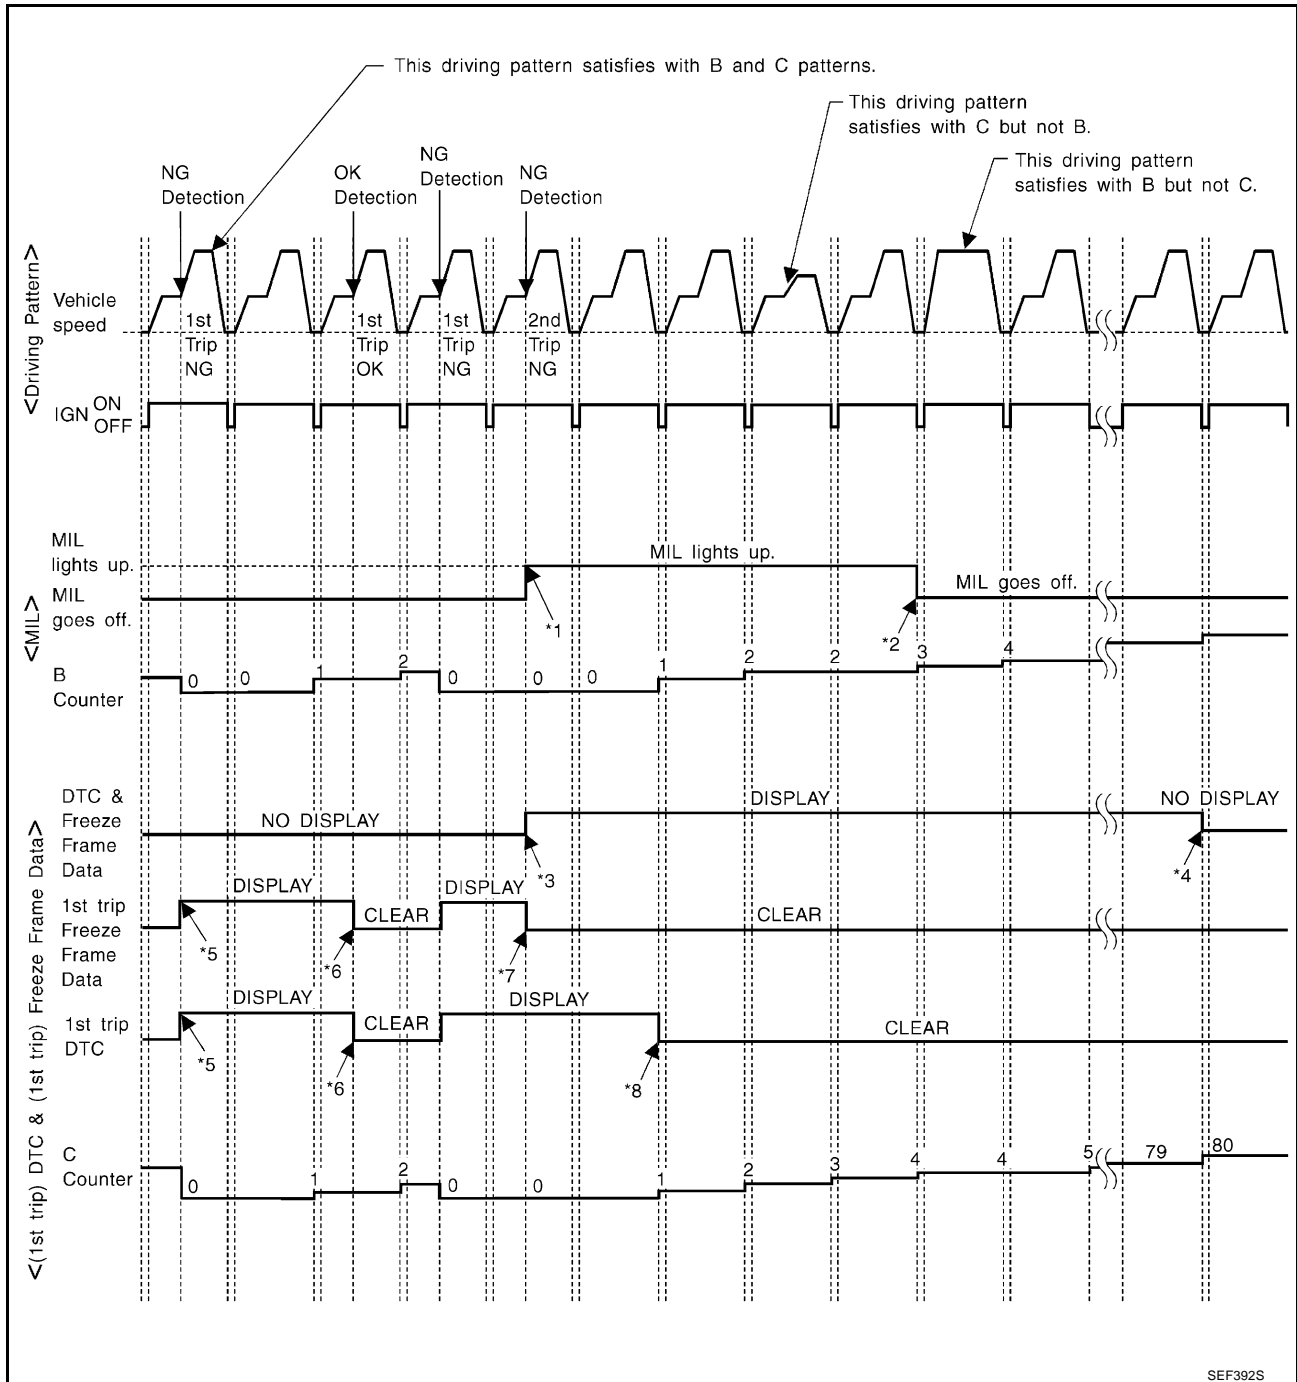 This driving pattern satisfies with B and C patterns.
This driving pattern
satisfies with C but not B.
This driving pattern
satisfies with B but not C.
NG
Detection
OK
Detection
NG
Detection
NG
Detection
<Driving Pattern>
Vehicle
speed
1st
Trip
NG
1st
Trip
OK
1st
Trip
NG
2nd
Trip
NG
IGN ON
OFF
<MIL>
MIL
lights up.
MIL
goes off.
MIL lights up.
MIL goes off.
*1
*2
B
Counter
0 0 1 2 0 0 0 1 2 2 3 4
<(1st trip) DTC & (1st trip) Freeze Frame Data>
DTC &
Freeze
Frame
Data
NO DISPLAY
DISPLAY
NO DISPLAY
*3
*4
1st trip
Freeze
Frame
Data
DISPLAY
CLEAR
DISPLAY
CLEAR
*5
*6
*7
1st trip
DTC
DISPLAY
CLEAR
DISPLAY
CLEAR
*5
*6
*8
C
Counter
0 1 2 0 0 1 2 3 4 4 5 79 80
SEF392S